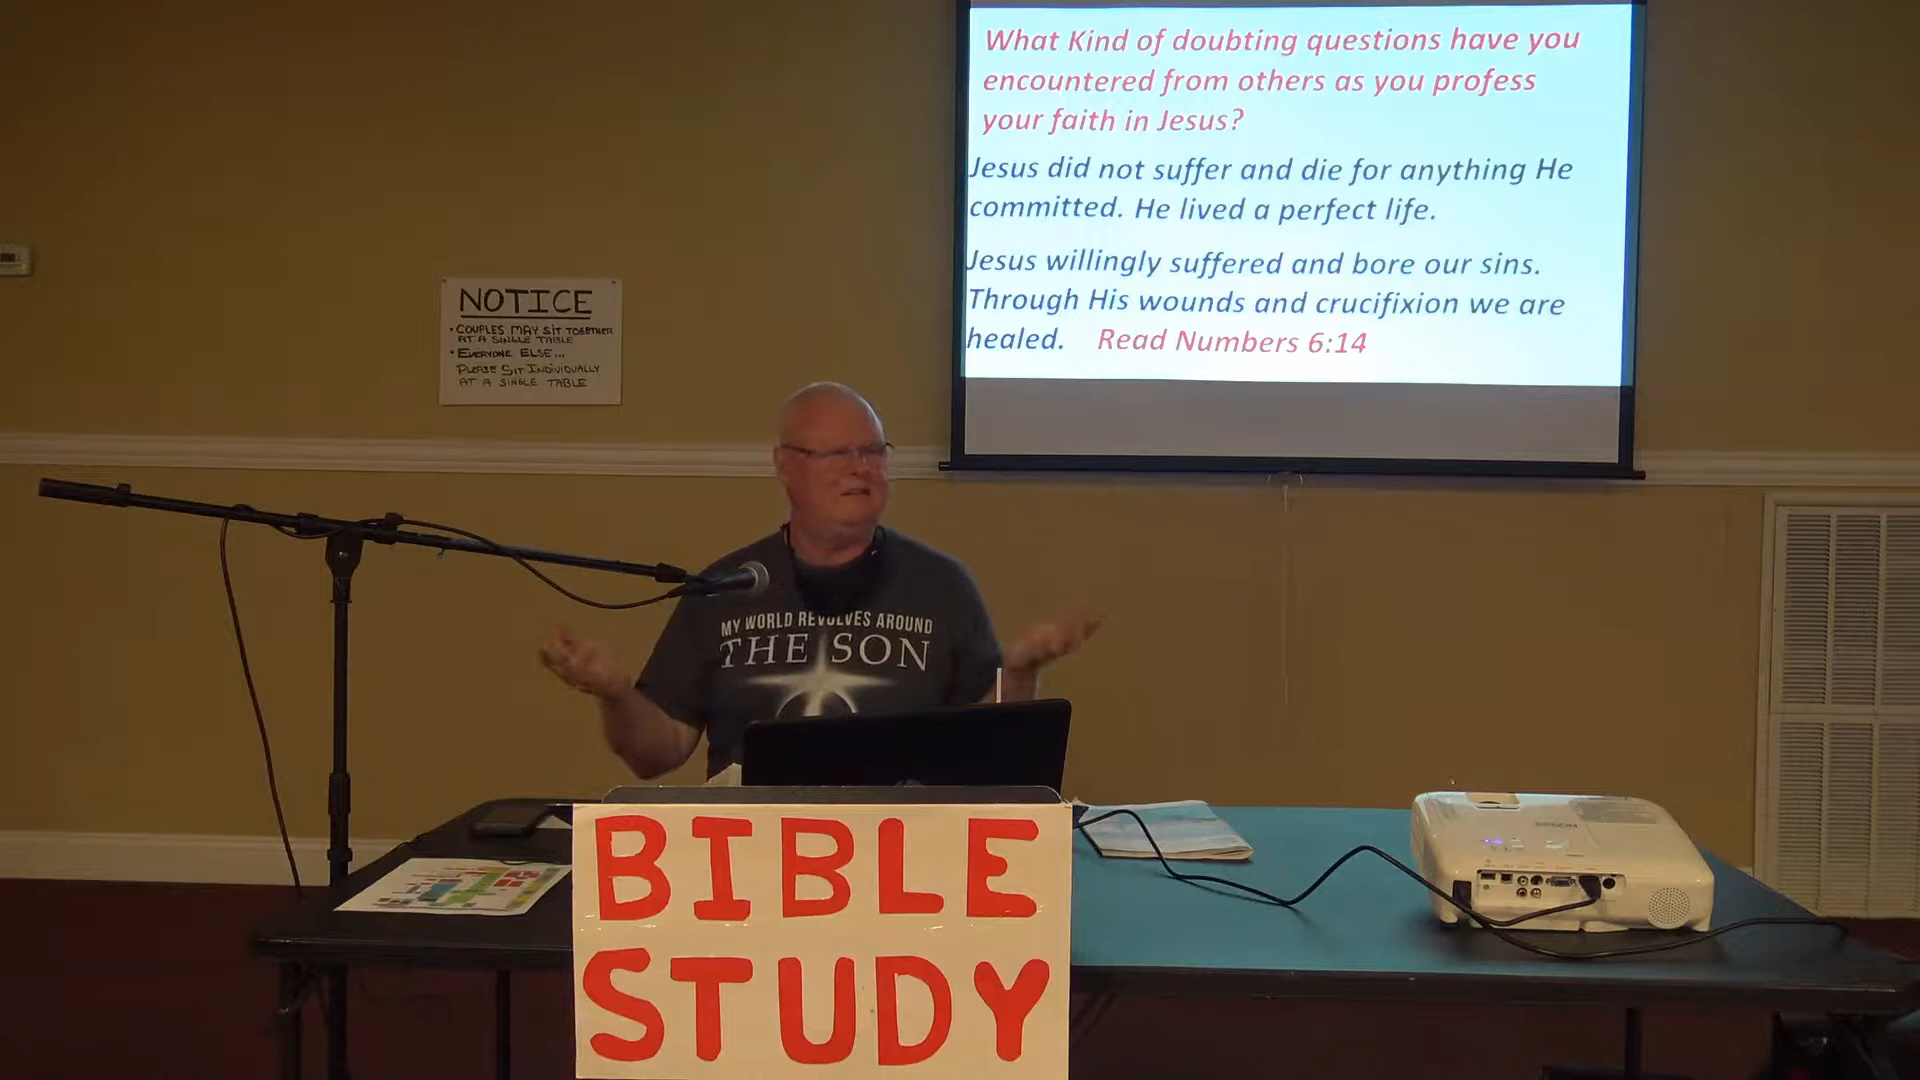 What Kind of doubting questions have you
encountered from others as you profess
your faith in Jesus?
Jesus did not suffer and die for anything He
committed. He lived a perfect life.
Jesus willingly suffered and bore our sins.
Through His wounds and crucifixion we are
healed. Read Numbers 6:14
NOTICE
• COUPLES MAY SIT TOGETHER
AT A SINGLE TABLE
• EVERYONE ELSE...
PLEASE SIT INDIVIDUALLY
AT A SINGLE TABLE
MY WORLD REVOLVES AROUND
THE SON
EPSON
BIBLE
STUDY